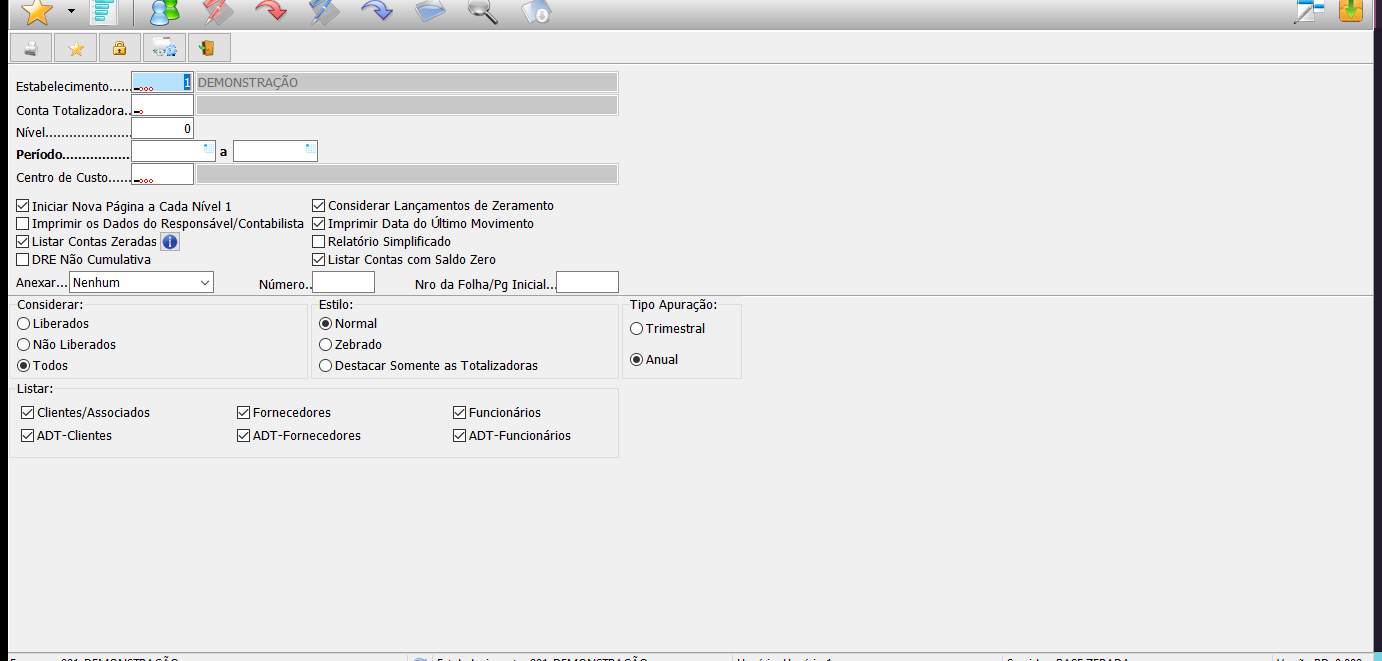 Estabelecimento...... 1 DEMONSTRAÇÃO
Conta Totalizadora..
Nível..................... 0
Período................. a
Centro de Custo......
Iniciar Nova Página a Cada Nível 1 Considerar Lançamentos de Zeramento
Imprimir os Dados do Responsável/Contabilista Imprimir Data do Último Movimento
Listar Contas Zeradas Relatório Simplificado
DRE Não Cumulativa Listar Contas com Saldo Zero
Anexar... Nenhum Número.. Nro da Folha/Pg Inicial...
Considerar: Estilo: Tipo Apuração:
Liberados Normal Trimestral
Não Liberados Zebrado
Todos Destacar Somente as Totalizadoras Anual
Listar:
Clientes/Associados Fornecedores Funcionários
ADT-Clientes ADT-Fornecedores ADT-Funcionários